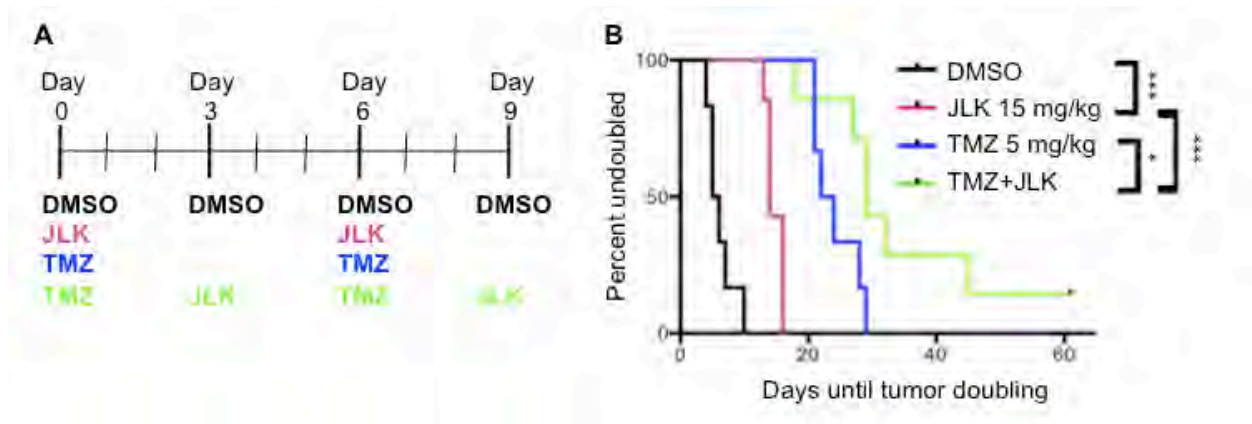 A
Day Day Day Day
0 3 6 9
DMSO DMSO DMSO DMSO
JLK JLK
TMZ TMZ
TMZ JLK TMZ JLK
B
Percent undoubled
100
50
0
0 20 40 60
Days until tumor doubling
DMSO
JLK 15 mg/kg
TMZ 5 mg/kg
TMZ+JLK
***
*
***